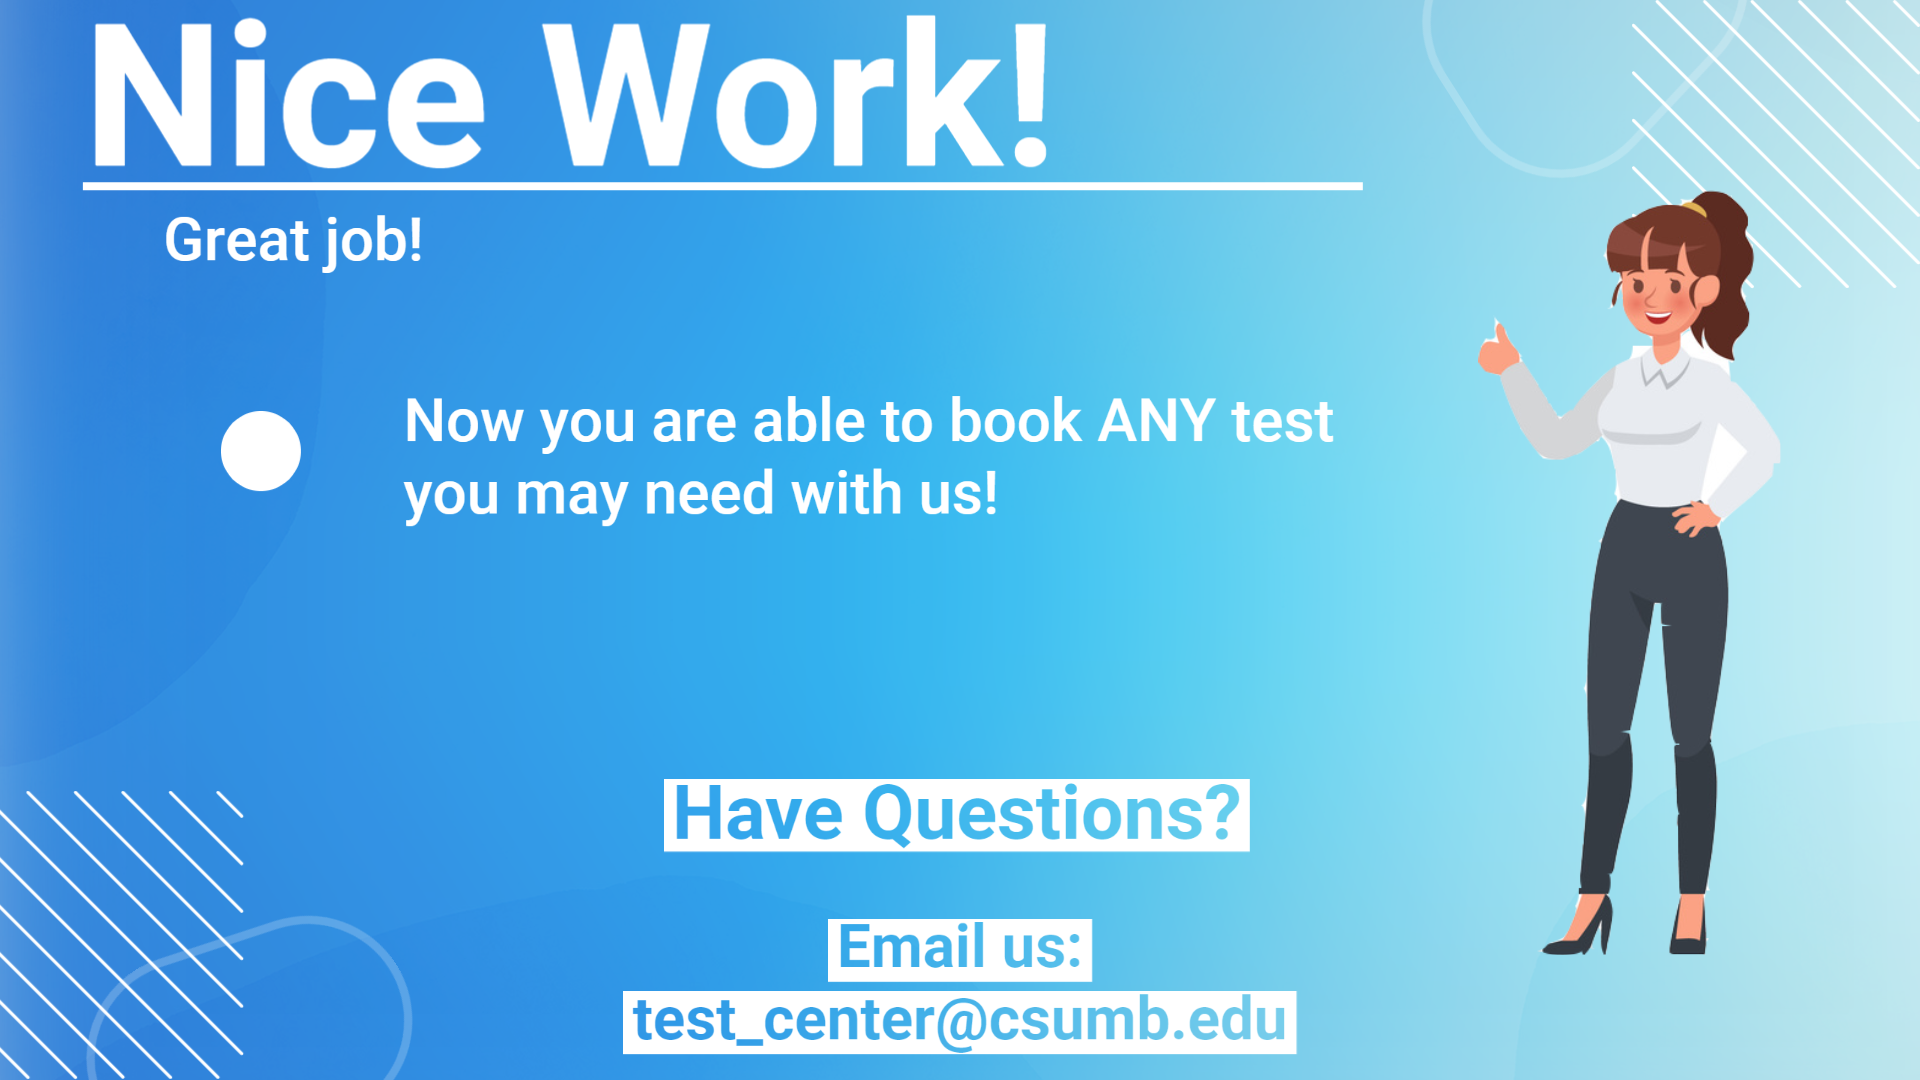 Nice Work!
Great job!
Now you are able to book ANY test
you may need with us!
Have Questions?
Email us:
test_center@csumb.edu